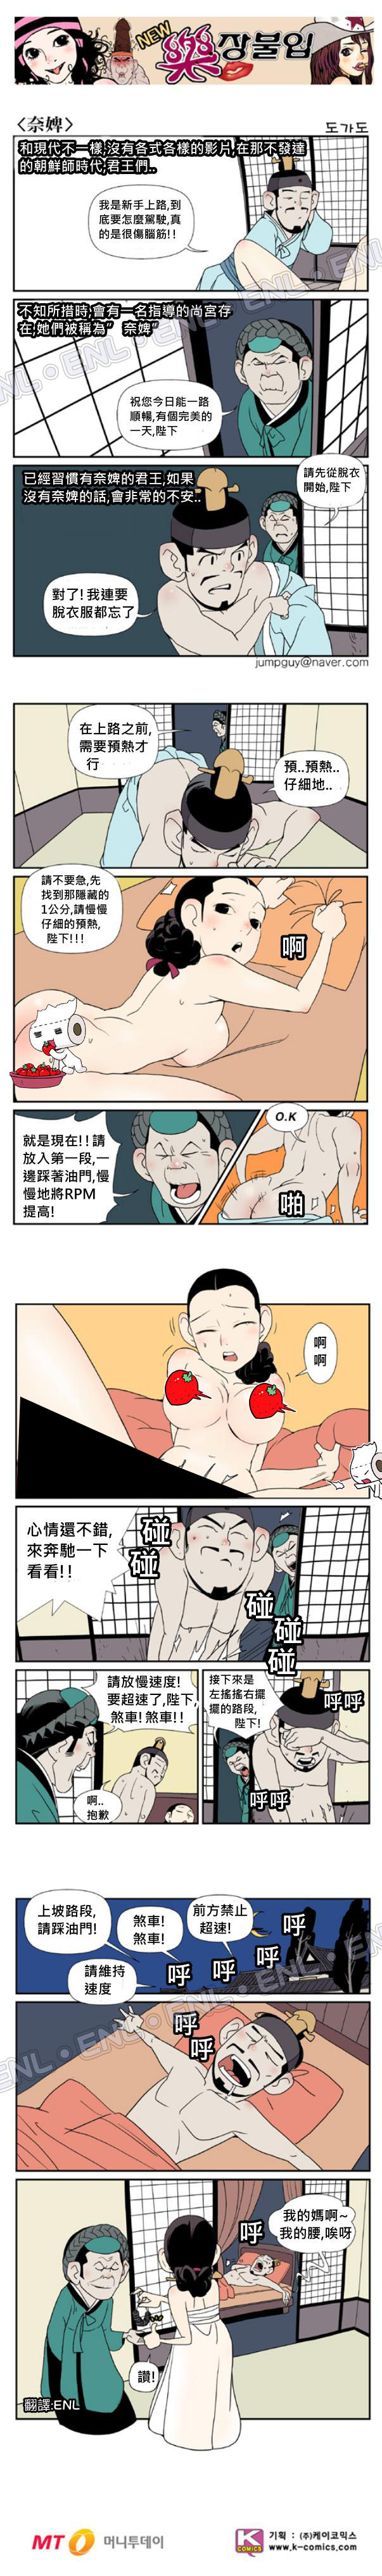 NEW 樂장불입
〈奈婢〉
도가도
和現代不一樣,沒有各式各樣的影片,在那不發達
的朝鮮師時代,君王們..
我是新手上路,到
底要怎麼駕駛,真
的是很傷腦筋!!
不知所措時,會有一名指導的尚宮存
在,她們被稱為”奈婢”
祝您今日能一路
順暢,有個完美的
一天,陛下
已經習慣有奈婢的君王,如果
沒有奈婢的話,會非常的不安..
請先從脫衣
開始,陛下
對了!我連要
脫衣服都忘了
jumpguy@naver.com
在上路之前,
需要預熱才
行
預..預熱..
仔細地..
請不要急,先
找到那隱藏的
1公分,請慢慢
仔細的預熱,
陛下!!!
啊
就是現在!!請
放入第一段,一
邊踩著油門,慢
慢地將RPM
提高!
O.K
啪
啊
啊
心情還不錯,
來奔馳一下
看看!!
碰
碰
碰
碰
碰
請放慢速度!
要超速了,陛下,
煞車!煞車!!
啊..
抱歉
接下來是
左搖搖右擺
擺的路段,
陛下!
呼呼
呼呼
上坡路段,
請踩油門!
煞車!
煞車!
前方禁止
超速!
請維持
速度
呼
呼
呼
呼
ENL • ENL • ENL
呼
呼
我的媽啊~
我的腰,唉呀
呼
讚!
翻譯:ENL
MT 머니투데이
K COMICS
기획 : (주)케이코믹스
www.k-comics.com